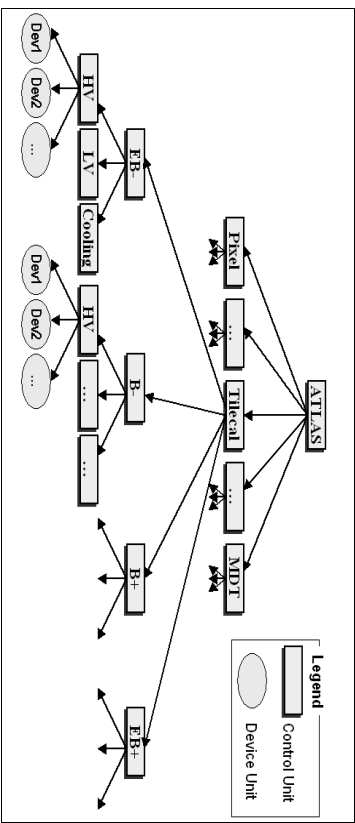 ATLAS
Pixel
...
Tilecal
...
MDT
EB-
B-
B+
EB+
HV
LV
Cooling
HV
...
...
Dev1
Dev2
...
Dev1
Dev2
...
Legend
Control Unit
Device Unit